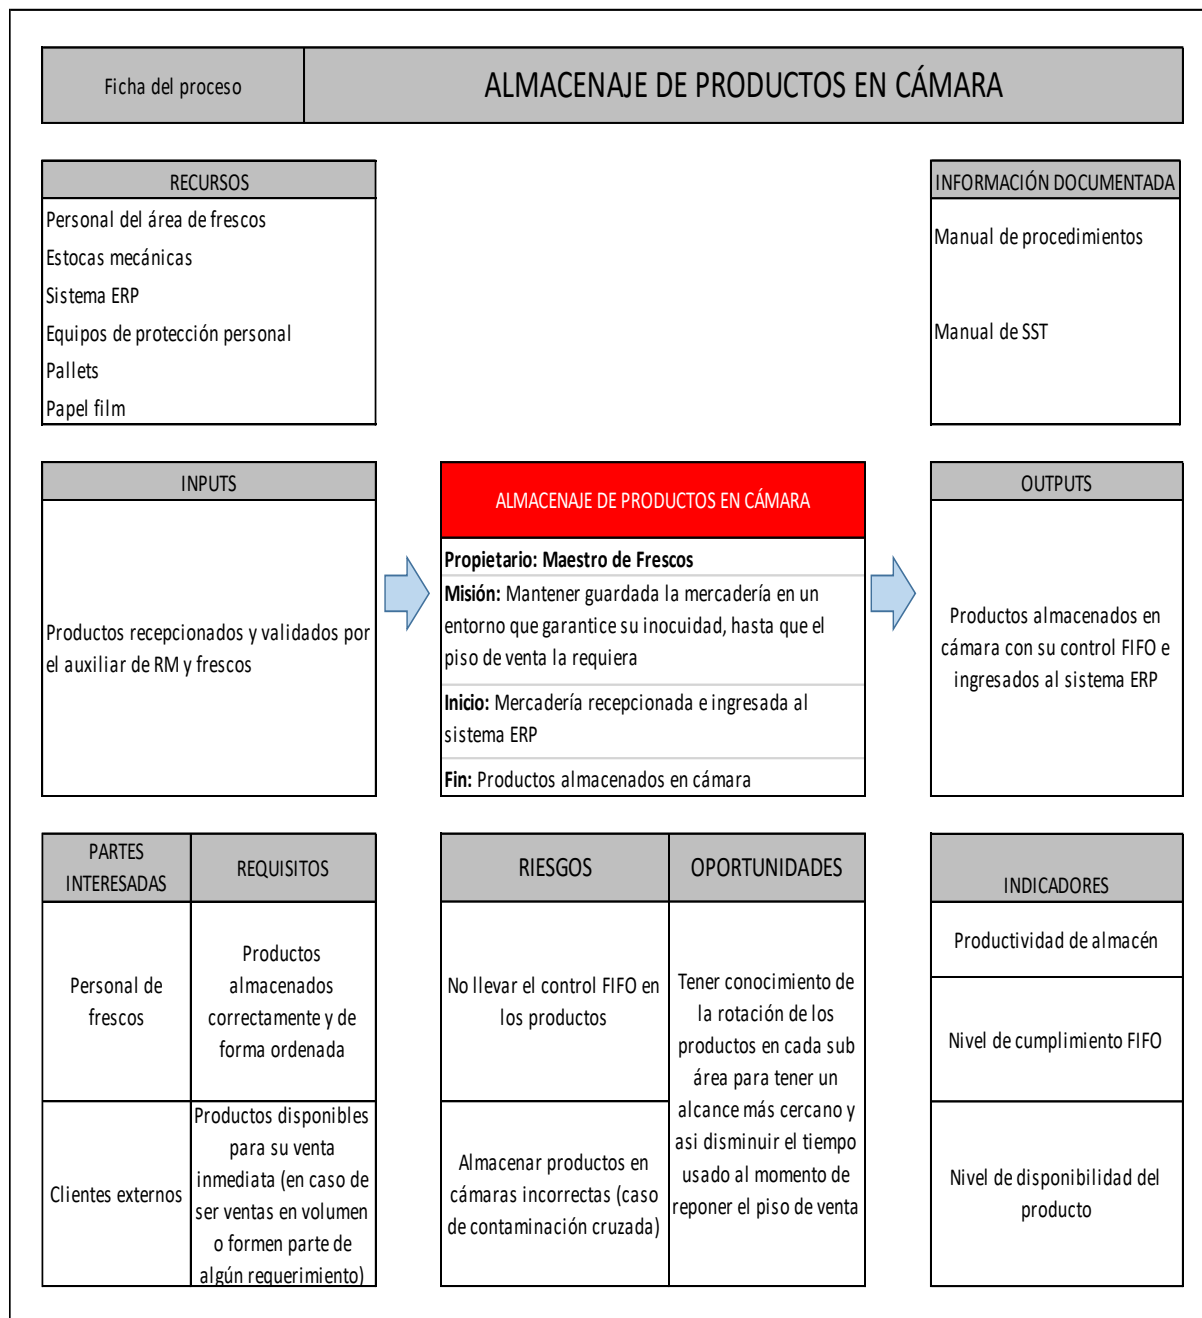 Ficha del proceso
ALMACENAJE DE PRODUCTOS EN CÁMARA
RECURSOS
Personal del área de frescos
Estocas mecánicas
Sistema ERP
Equipos de protección personal
Pallets
Papel film
INFORMACIÓN DOCUMENTADA
Manual de procedimientos
Manual de SST
INPUTS
Productos recepcionados y validados por
el auxiliar de RM y frescos
ALMACENAJE DE PRODUCTOS EN CÁMARA
Propietario: Maestro de Frescos
Misión: Mantener guardada la mercadería en un
entorno que garantice su inocuidad, hasta que el
piso de venta la requiera
Inicio: Mercadería recepcionada e ingresada al
sistema ERP
Fin: Productos almacenados en cámara
OUTPUTS
Productos almacenados en
cámara con su control FIFO e
ingresados al sistema ERP
PARTES
INTERESADAS
REQUISITOS
Personal de
frescos
Productos
almacenados
correctamente y de
forma ordenada
Clientes externos
Productos disponibles
para su venta
inmediata (en caso de
ser ventas en volumen
o formen parte de
algún requerimiento)
RIESGOS
OPORTUNIDADES
No llevar el control FIFO en
los productos
Almacenar productos en
cámaras incorrectas (caso
de contaminación cruzada)
Tener conocimiento de
la rotación de los
productos en cada sub
área para tener un
alcance más cercano y
asi disminuir el tiempo
usado al momento de
reponer el piso de venta
INDICADORES
Productividad de almacén
Nivel de cumplimiento FIFO
Nivel de disponibilidad del
producto